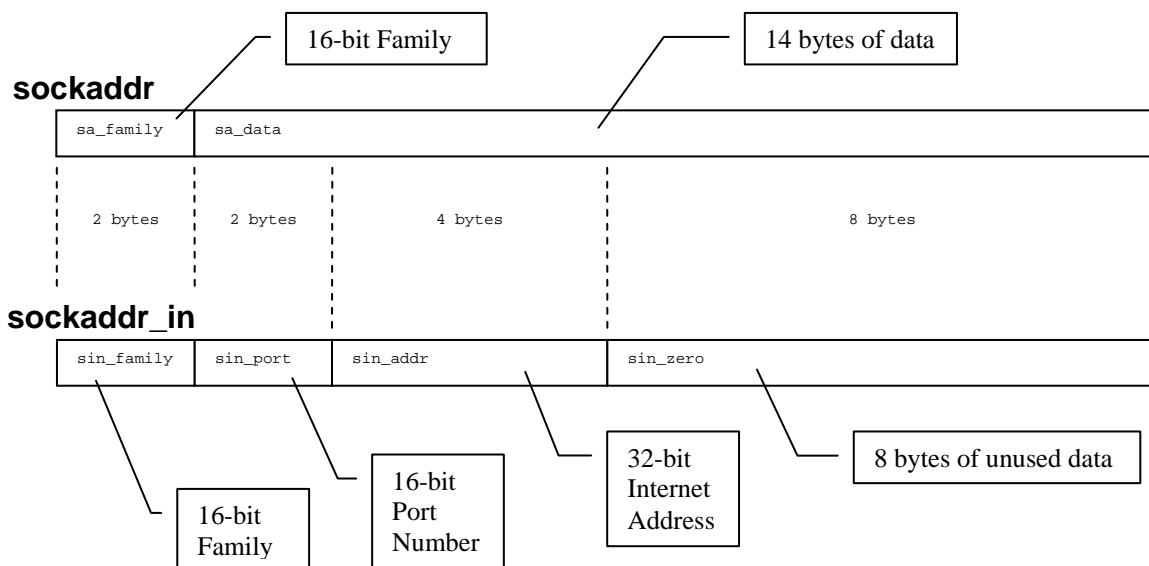 16-bit Family
14 bytes of data
sockaddr
sa_family
sa_data
2 bytes
2 bytes
4 bytes
8 bytes
sockaddr_in
sin_family
sin_port
sin_addr
sin_zero
16-bit
Family
16-bit
Port
Number
32-bit
Internet
Address
8 bytes of unused data